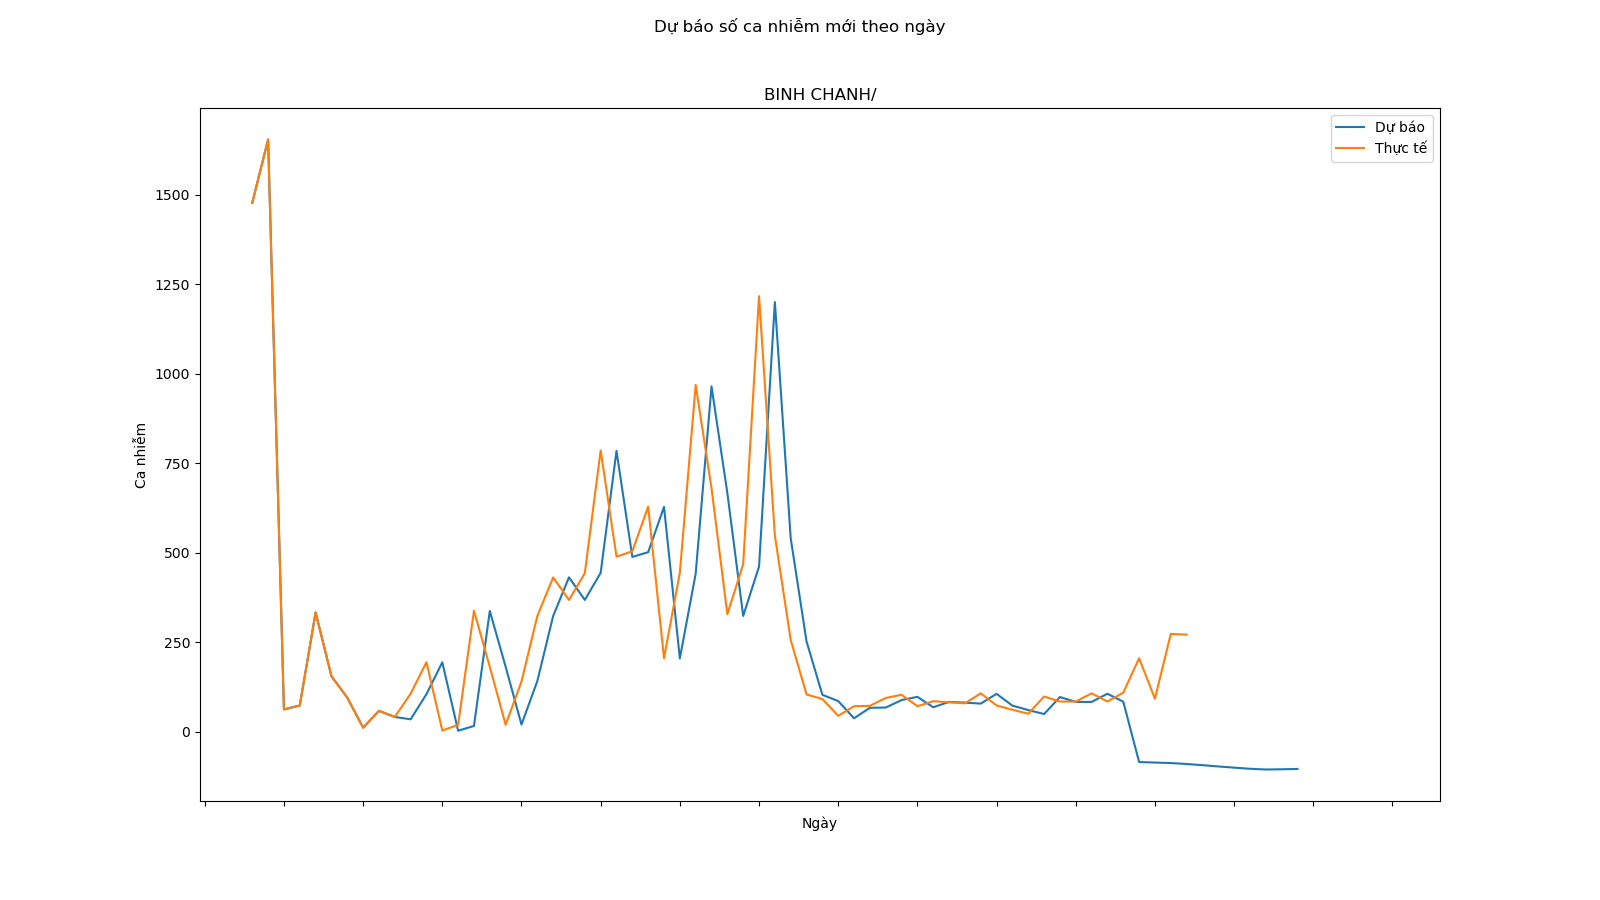 Dự báo số ca nhiễm mới theo ngày
BINH CHANH/
Dự báo
Thực tế
1500
1250
1000
750
500
250
0
Ca nhiễm
Ngày